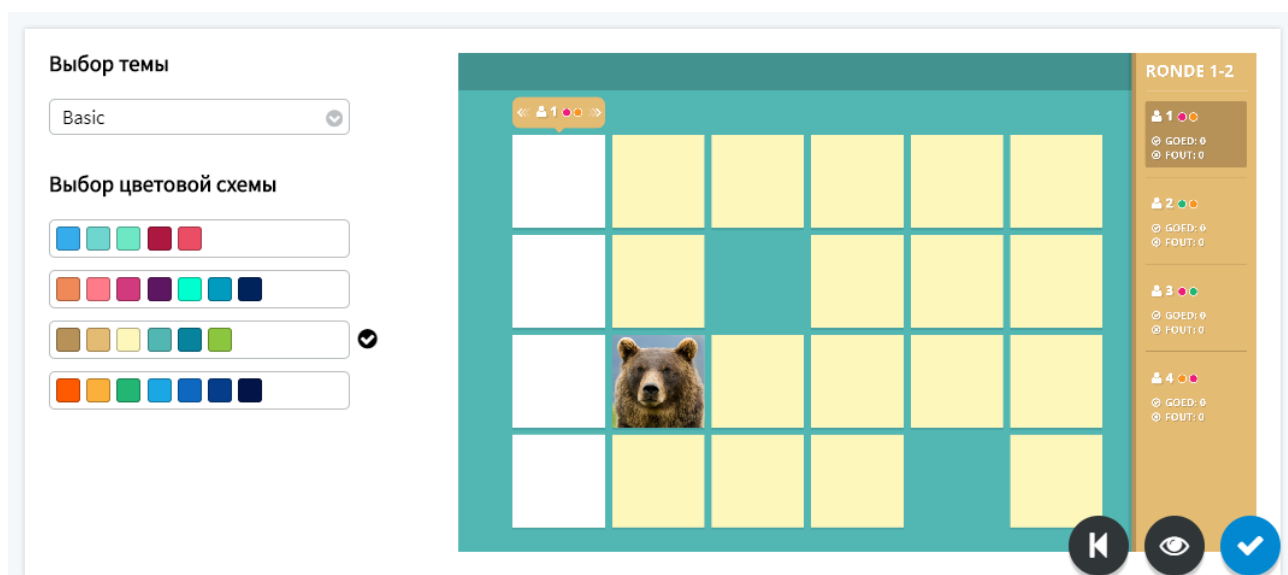 Выбор темы
Basic
Выбор цветовой схемы
RONDE 1-2
1
1
GOED: 0
FOUT: 0
2
GOED: 0
FOUT: 0
3
GOED: 0
FOUT: 0
4
GOED: 0
FOUT: 0